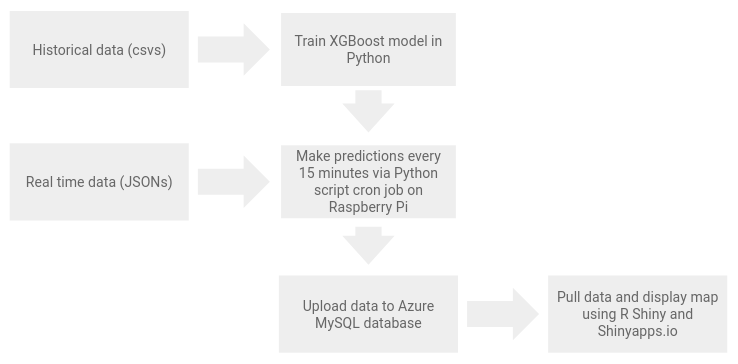 Historical data (csvs)
Train XGBoost model in
Python
Real time data (JSONs)
Make predictions every
15 minutes via Python
script cron job on
Raspberry Pi
Upload data to Azure
MySQL database
Pull data and display map
using R Shiny and
Shinyapps.io